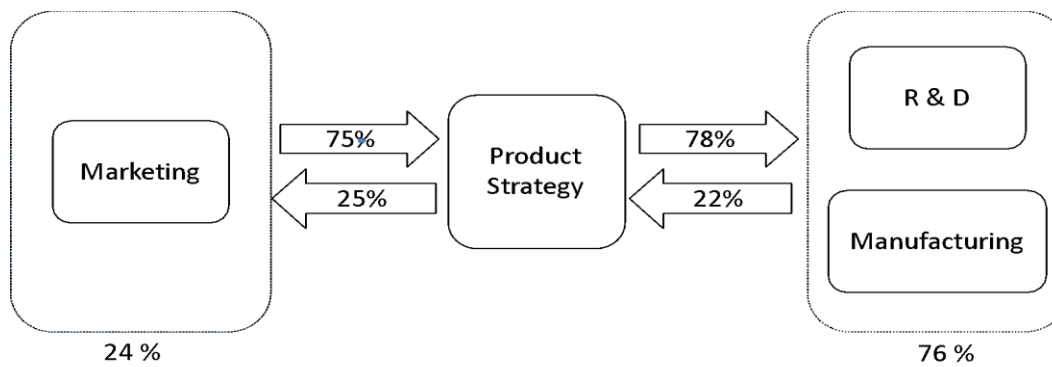 R & D
75%
78%
Product
Strategy
Marketing
25%
22%
Manufacturing
24 %
76 %